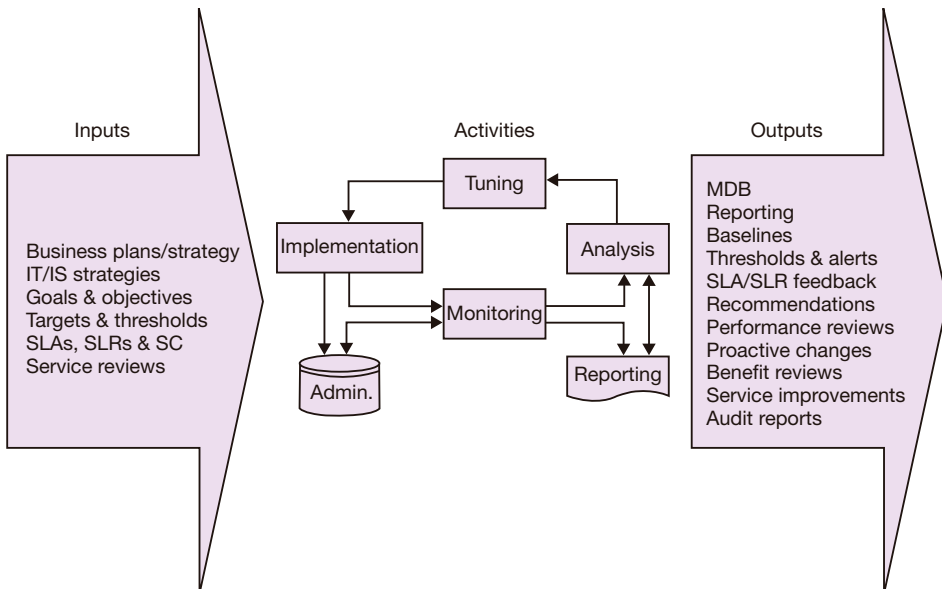 Inputs
Business plans/strategy
IT/IS strategies
Goals & objectives
Targets & thresholds
SLAs, SLRs & SC
Service reviews
Activities
Tuning
Implementation
Analysis
Monitoring
Admin.
Reporting
Outputs
MDB
Reporting
Baselines
Thresholds & alerts
SLA/SLR feedback
Recommendations
Performance reviews
Proactive changes
Benefit reviews
Service improvements
Audit reports